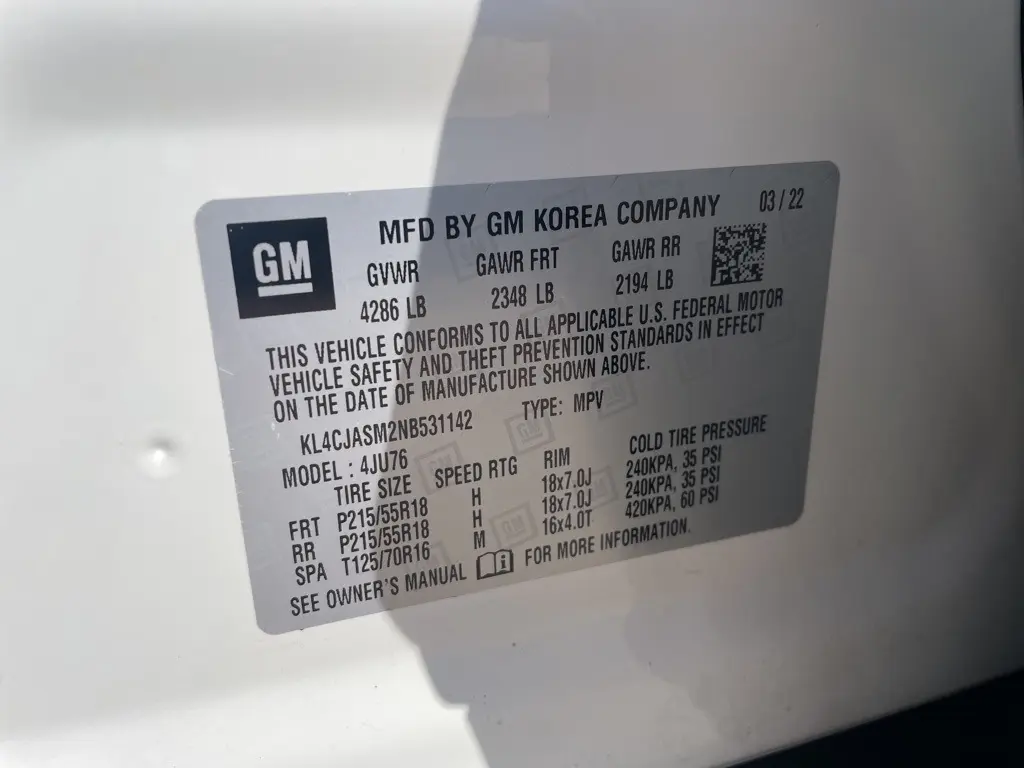 GM
MFD BY GM KOREA COMPANY 03 / 22
GVWR GAWR FRT GAWR RR
4286 LB 2348 LB 2194 LB
THIS VEHICLE CONFORMS TO ALL APPLICABLE U.S. FEDERAL MOTOR
VEHICLE SAFETY AND THEFT PREVENTION STANDARDS IN EFFECT
ON THE DATE OF MANUFACTURE SHOWN ABOVE.
KL4CJASM2NB531142 TYPE: MPV
MODEL : 4JU76
TIRE SIZE SPEED RTG RIM COLD TIRE PRESSURE
FRT P215/55R18 H 18x7.0J 240KPA, 35 PSI
RR P215/55R18 H 18x7.0J 240KPA, 35 PSI
SPA T125/70R16 M 16x4.0T 420KPA, 60 PSI
SEE OWNER'S MANUAL i FOR MORE INFORMATION.